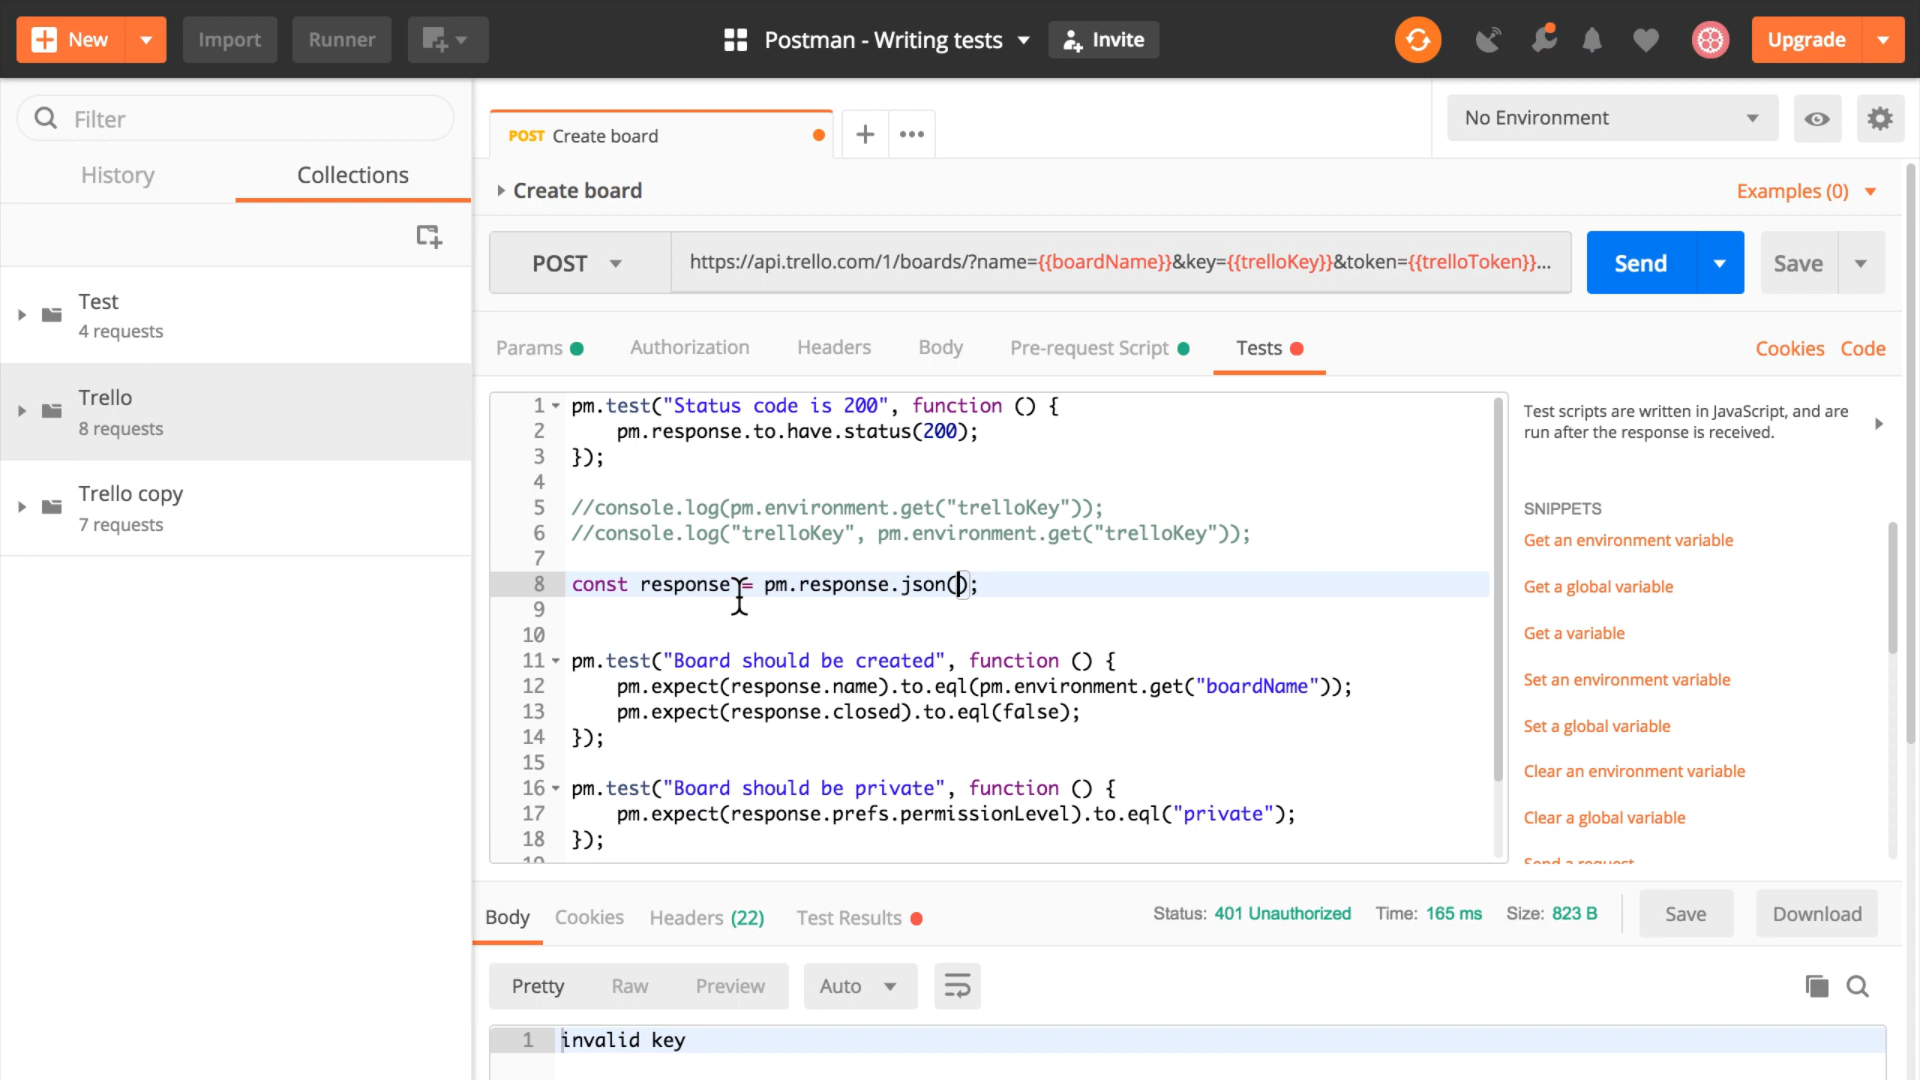 New
Import
Runner
Postman - Writing tests
Invite
Upgrade
Filter
History
Collections
Test
4 requests
Trello
8 requests
Trello copy
7 requests
POST Create board
•••
No Environment
Create board
Examples (0)
POST
https://api.trello.com/1/boards/?name={{boardName}}&key={{trelloKey}}&token={{trelloToken}}...
Send
Save
Params
Authorization
Headers
Body
Pre-request Script
Tests
Cookies
Code
1 pm.test("Status code is 200", function () {
2 pm.response.to.have.status(200);
3 });
4
5 //console.log(pm.environment.get("trelloKey"));
6 //console.log("trelloKey", pm.environment.get("trelloKey"));
7
8 const response = pm.response.json();
9
10
11 pm.test("Board should be created", function () {
12 pm.expect(response.name).to.eql(pm.environment.get("boardName"));
13 pm.expect(response.closed).to.eql(false);
14 });
15
16 pm.test("Board should be private", function () {
17 pm.expect(response.prefs.permissionLevel).to.eql("private");
18 });
19
Test scripts are written in JavaScript, and are
run after the response is received.
SNIPPETS
Get an environment variable
Get a global variable
Get a variable
Set an environment variable
Set a global variable
Clear an environment variable
Clear a global variable
Send a request
Body
Cookies
Headers (22)
Test Results
Status: 401 Unauthorized
Time: 165 ms
Size: 823 B
Save
Download
Pretty
Raw
Preview
Auto
1 invalid key